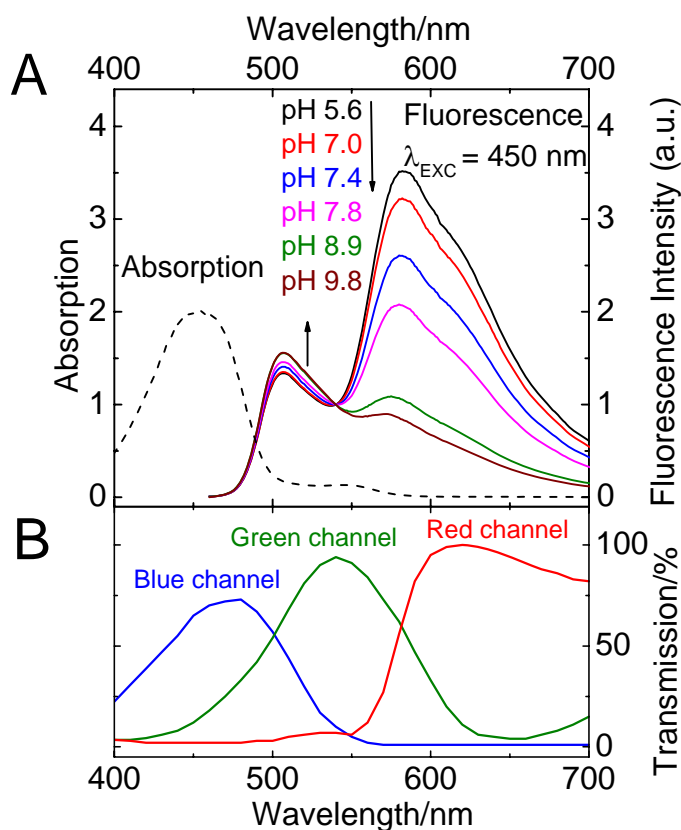 Wavelength/nm
400 500 600 700
A
4
3
2
1
0
Absorption
pH 5.6
pH 7.0
pH 7.4
pH 7.8
pH 8.9
pH 9.8
Fluorescence
λEXC = 450 nm
Absorption
4
3
2
1
0
Fluorescence Intensity (a.u.)
B
Blue channel
Green channel
Red channel
100
50
0
Transmission/%
400 500 600 700
Wavelength/nm